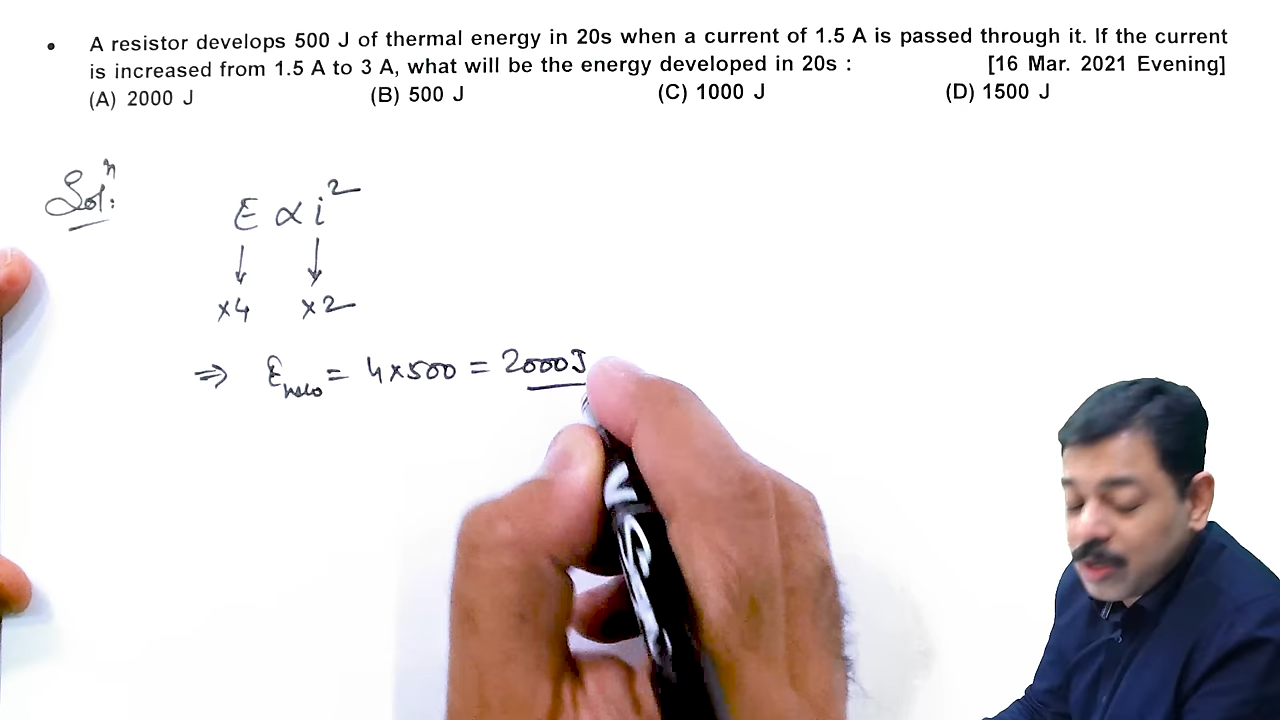 • A resistor develops 500 J of thermal energy in 20s when a current of 1.5 A is passed through it. If the current
is increased from 1.5 A to 3 A, what will be the energy developed in 20s : [16 Mar. 2021 Evening]
(A) 2000 J (B) 500 J (C) 1000 J (D) 1500 J
Solⁿ:
E ∝ i²
↓ ↓
×4 ×2
⇒ E = 4×500 = 2000J